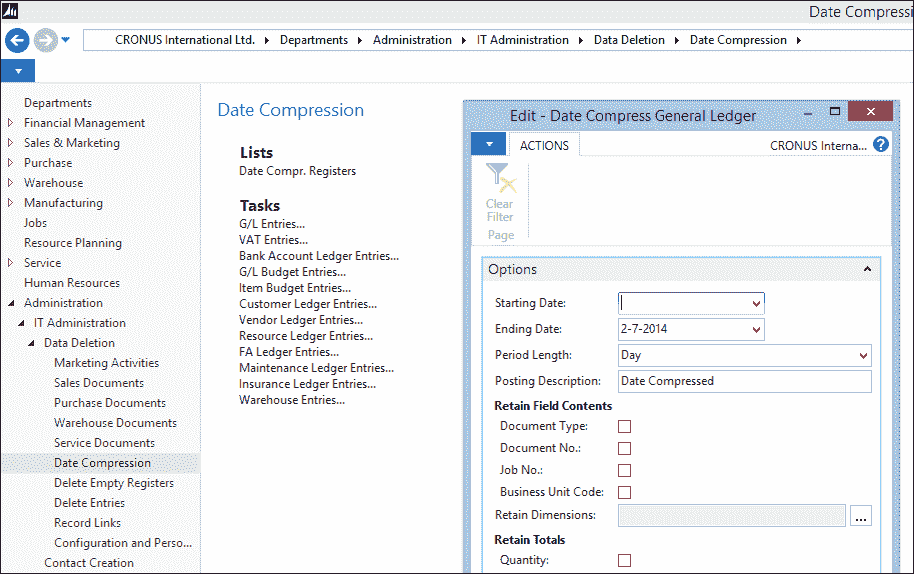 Date Compressi
CRONUS International Ltd. Departments Administration IT Administration Data Deletion Date Compression
Departments
Financial Management
Sales & Marketing
Purchase
Warehouse
Manufacturing
Jobs
Resource Planning
Service
Human Resources
Administration
IT Administration
Data Deletion
Marketing Activities
Sales Documents
Purchase Documents
Warehouse Documents
Service Documents
Date Compression
Delete Empty Registers
Delete Entries
Record Links
Configuration and Perso...
Contact Creation
Date Compression
Lists
Date Compr. Registers
Tasks
G/L Entries...
VAT Entries...
Bank Account Ledger Entries...
G/L Budget Entries...
Item Budget Entries...
Customer Ledger Entries...
Vendor Ledger Entries...
Resource Ledger Entries...
FA Ledger Entries...
Maintenance Ledger Entries...
Insurance Ledger Entries...
Warehouse Entries...
Edit - Date Compress General Ledger
ACTIONS CRONUS Interna... ?
Clear
Filter
Page
Options
Starting Date:
Ending Date: 2-7-2014
Period Length: Day
Posting Description: Date Compressed
Retain Field Contents
Document Type:
Document No.:
Job No.:
Business Unit Code:
Retain Dimensions: ...
Retain Totals
Quantity: